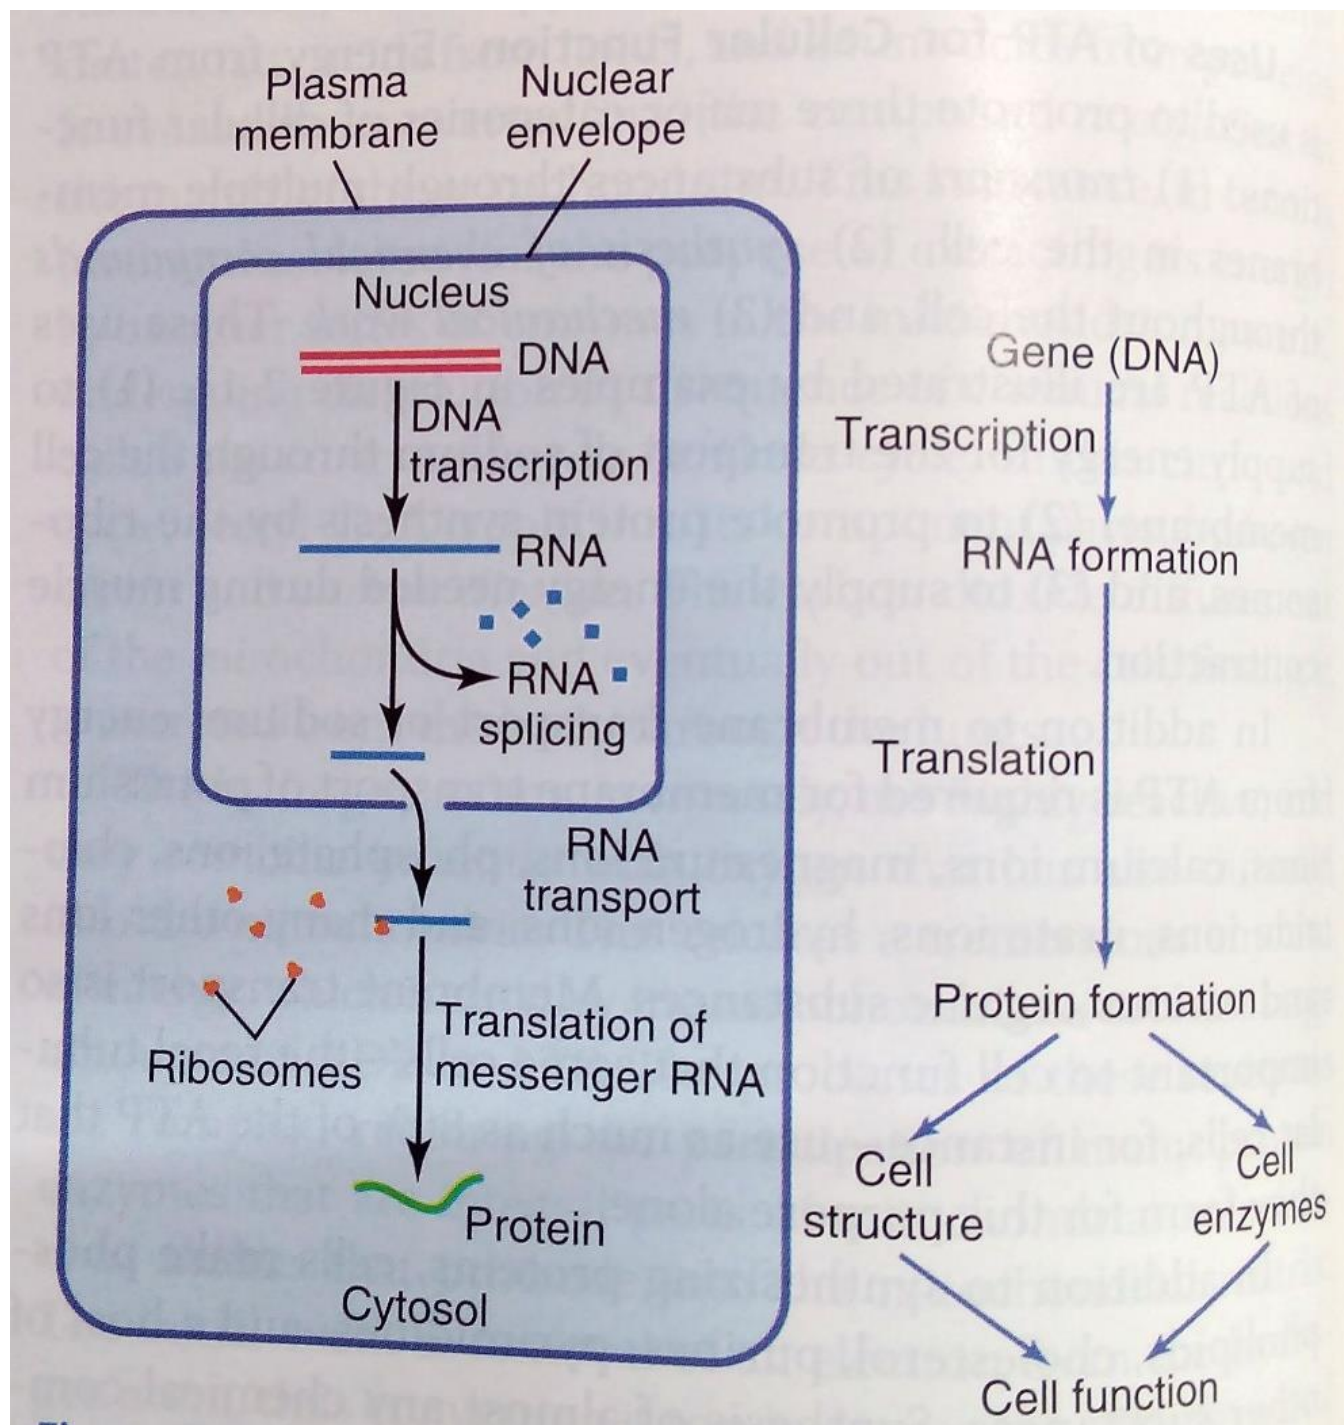 Plasma
membrane
Nuclear
envelope
Nucleus
DNA
DNA
transcription
RNA
RNA
splicing
RNA
transport
Ribosomes
Translation of
messenger RNA
Protein
Cytosol
Gene (DNA)
Transcription
RNA formation
Translation
Protein formation
Cell
structure
Cell
enzymes
Cell function